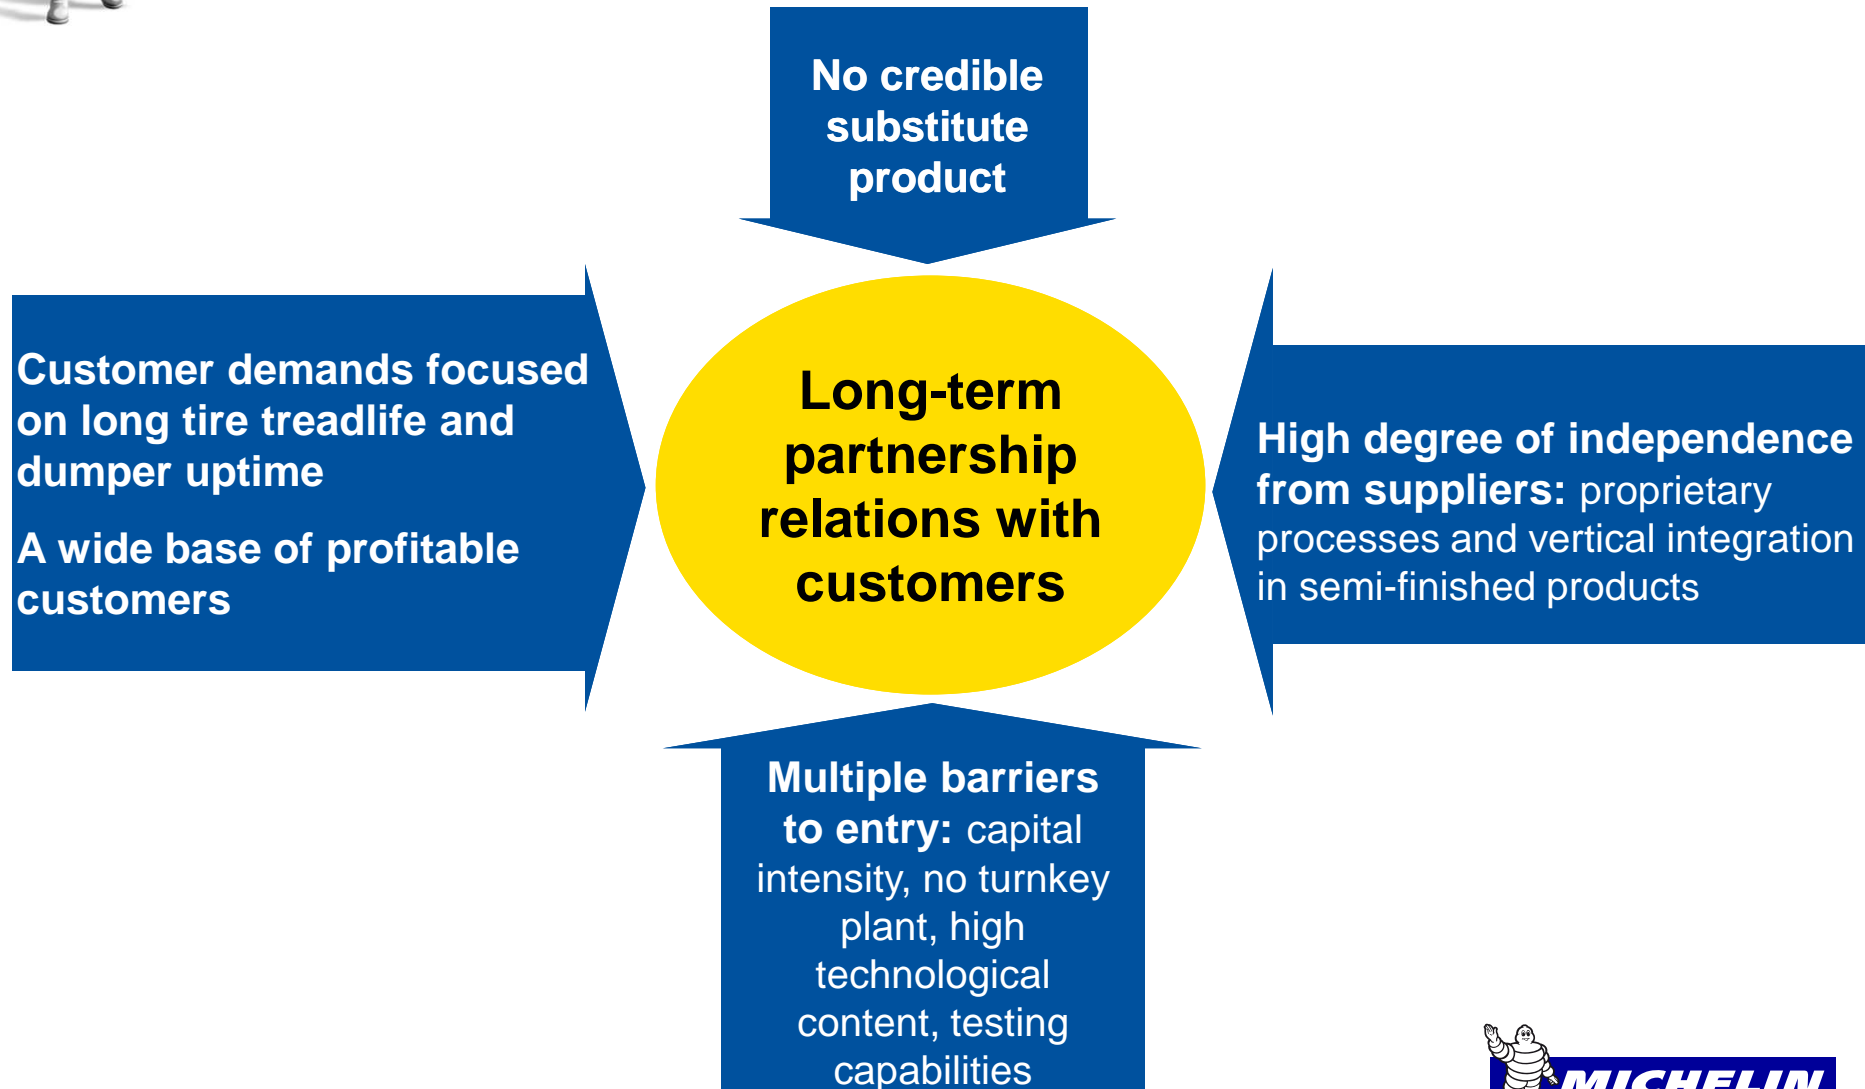 No credible
substitute
product
Customer demands focused
on long tire treadlife and
dumper uptime
A wide base of profitable
customers
Long-term
partnership
relations with
customers
High degree of independence
from suppliers: proprietary
processes and vertical integration
in semi-finished products
Multiple barriers
to entry: capital
intensity, no turnkey
plant, high
technological
content, testing
capabilities
MICHELIN